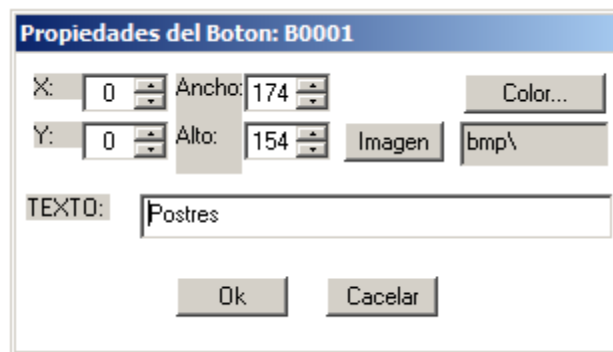 Propiedades del Boton: B0001
X: 0 Ancho: 174 Color...
Y: 0 Alto: 154 Imagen bmp\
TEXTO: Postres
Ok Cacelar